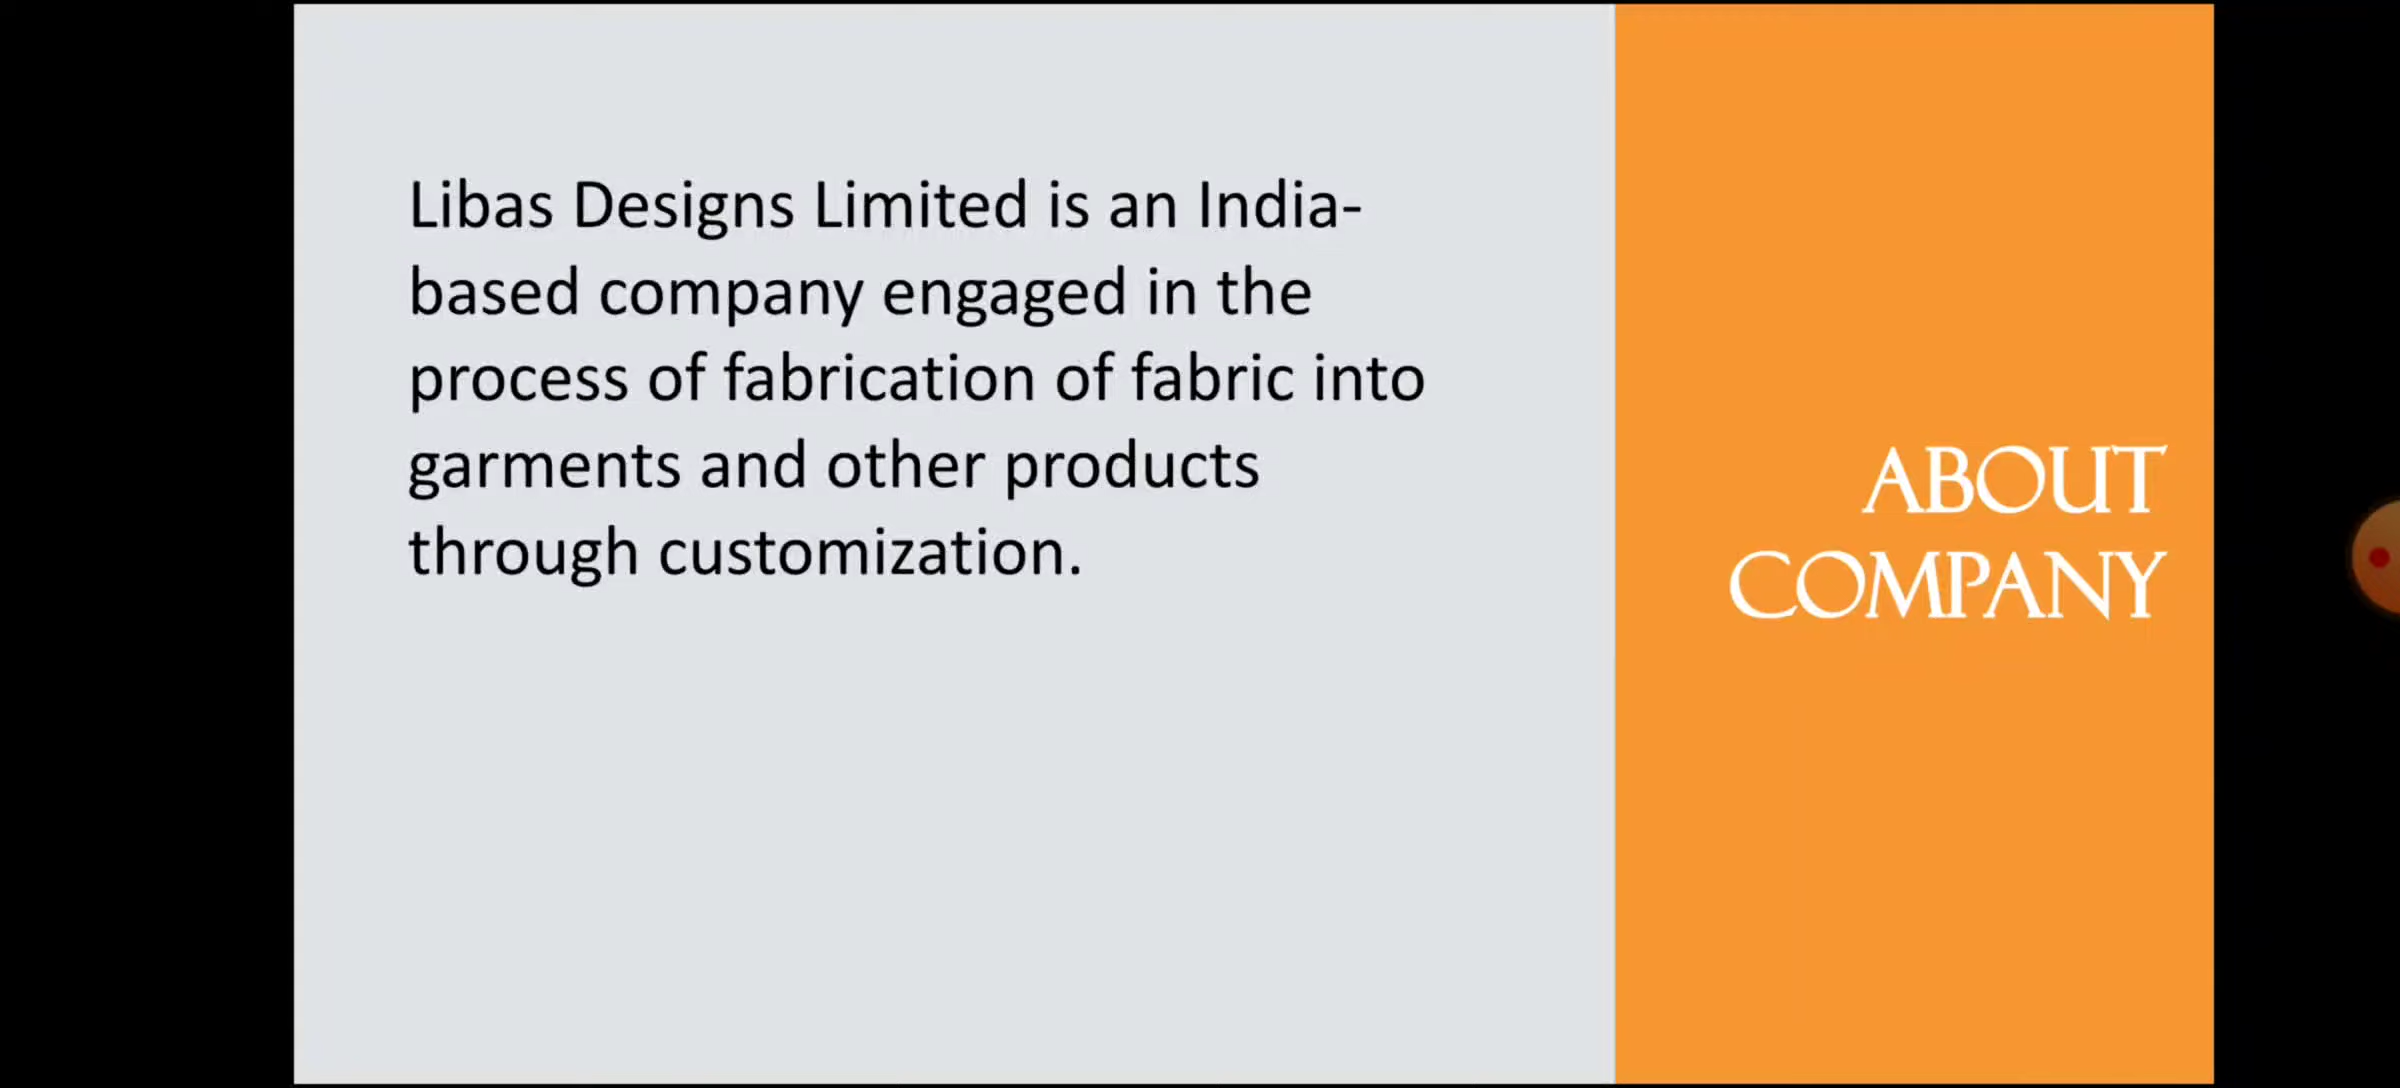 Libas Designs Limited is an India-
based company engaged in the
process of fabrication of fabric into
garments and other products
through customization.
ABOUT
COMPANY